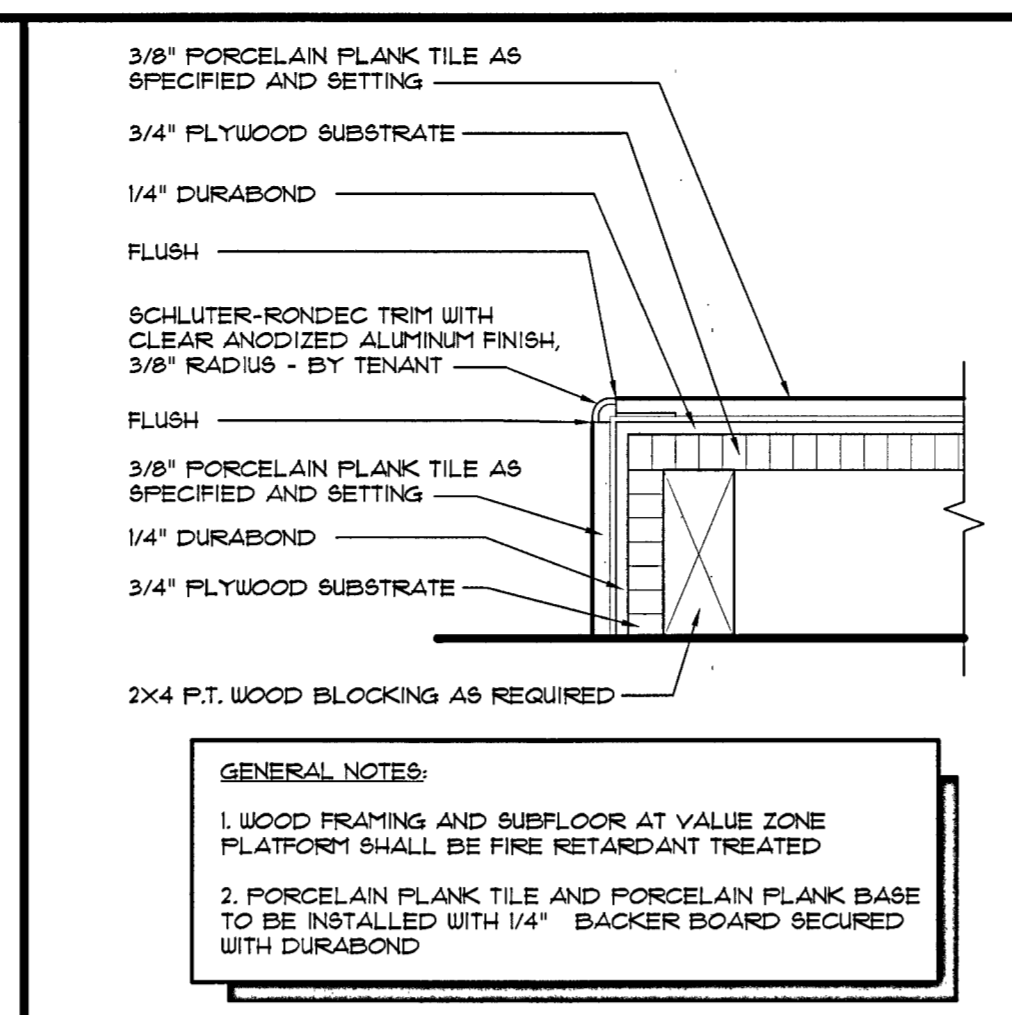 3/8" PORCELAIN PLANK TILE AS
SPECIFIED AND SETTING
3/4" PLYWOOD SUBSTRATE
1/4" DURABOND
FLUSH
SCHLUTER-RONDEC TRIM WITH
CLEAR ANODIZED ALUMINUM FINISH,
3/8" RADIUS - BY TENANT
FLUSH
3/8" PORCELAIN PLANK TILE AS
SPECIFIED AND SETTING
1/4" DURABOND
3/4" PLYWOOD SUBSTRATE
2X4 P.T. WOOD BLOCKING AS REQUIRED
GENERAL NOTES:
1. WOOD FRAMING AND SUBFLOOR AT VALUE ZONE
PLATFORM SHALL BE FIRE RETARDANT TREATED
2. PORCELAIN PLANK TILE AND PORCELAIN PLANK BASE
TO BE INSTALLED WITH 1/4" BACKER BOARD SECURED
WITH DURABOND